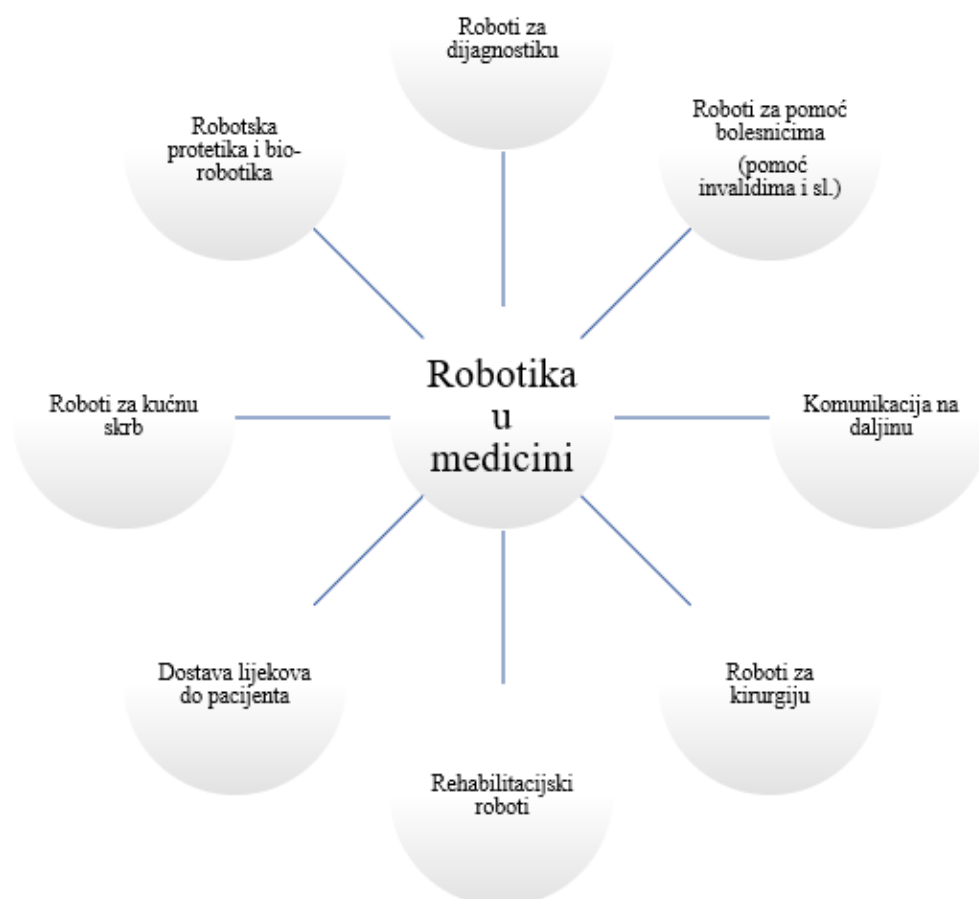 Roboti za
dijagnostiku
Roboti za pomoć
bolesnicima
(pomoć
invalidima i sl.)
Robotska
protetika i bio-
robotika
Robotika
u
medicini
Roboti za kućnu
skrb
Komunikacija na
daljinu
Dostava lijekova
do pacijenta
Roboti za
kirurgiju
Rehabilitacijski
roboti